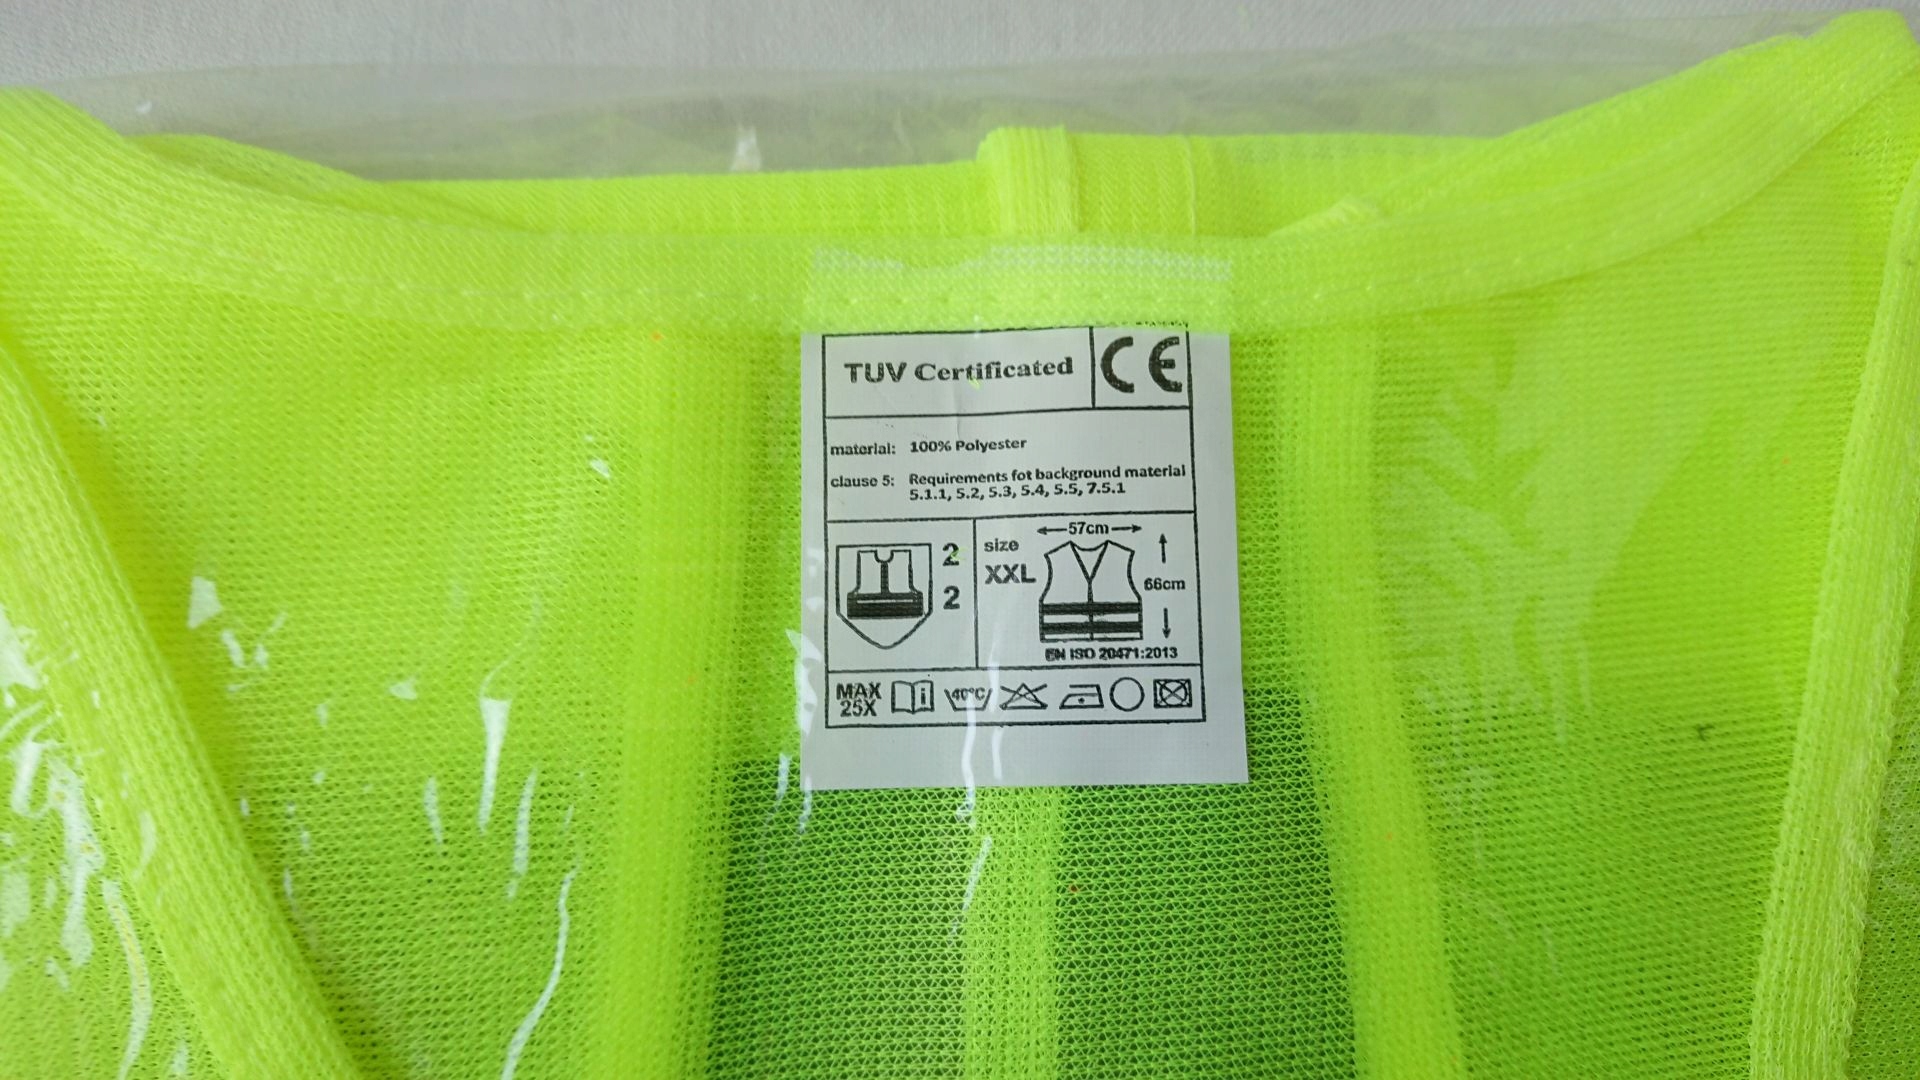 TUV Certificated CE
material: 100% Polyester
clause 5: Requirements fot background material
5.1.1, 5.2, 5.3, 5.4, 5.5, 7.5.1
2
2
size
XXL
57cm
66cm
EN ISO 20471:2013
MAX
25X
i
40°C